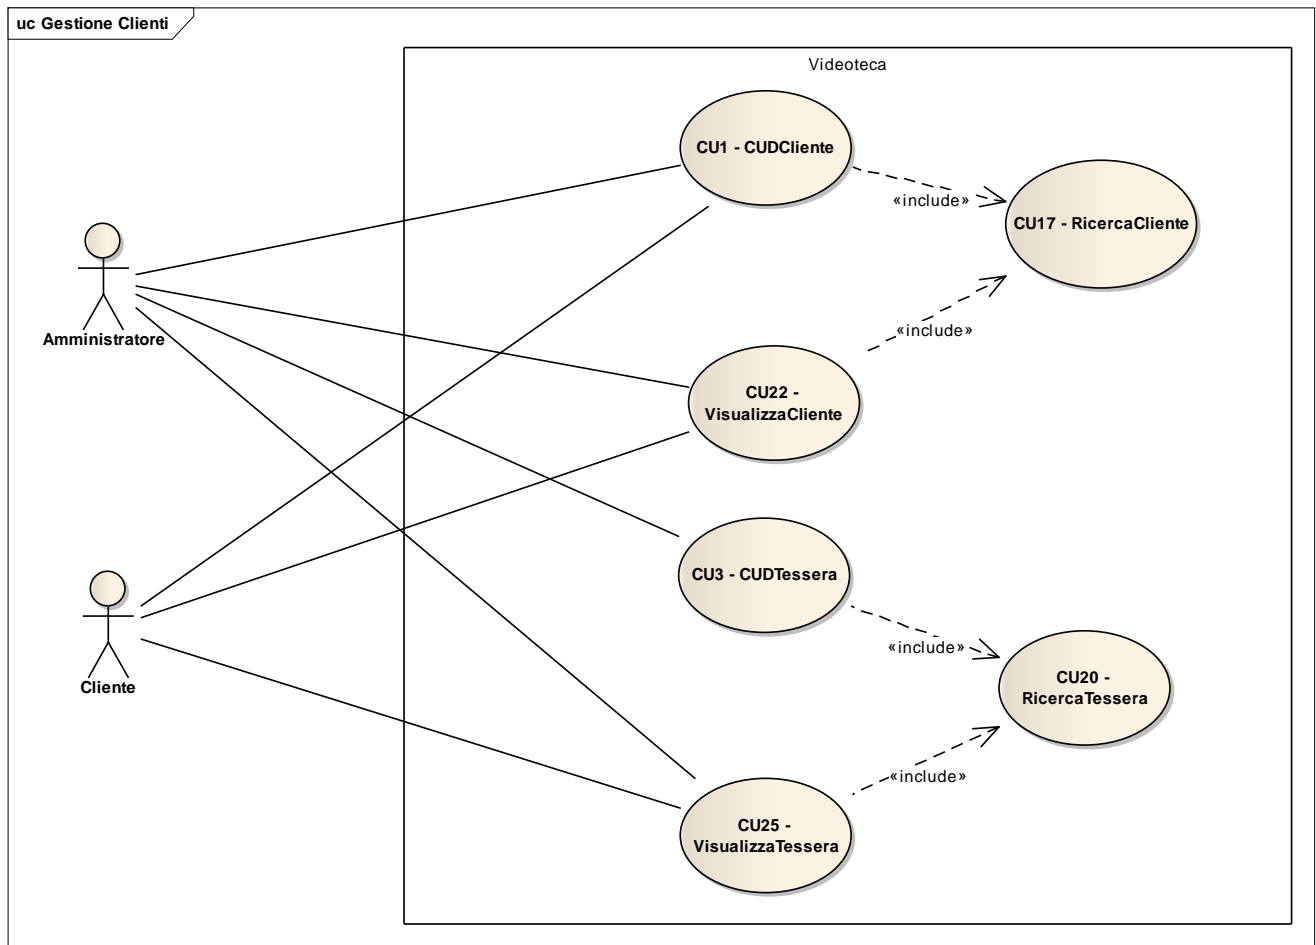 uc Gestione Clienti
Videoteca
CU1 - CUDCliente
«include»
CU17 - RicercaCliente
Amministratore
«include»
CU22 -
VisualizzaCliente
CU3 - CUDTessera
Cliente
«include»
CU20 -
RicercaTessera
«include»
CU25 -
VisualizzaTessera